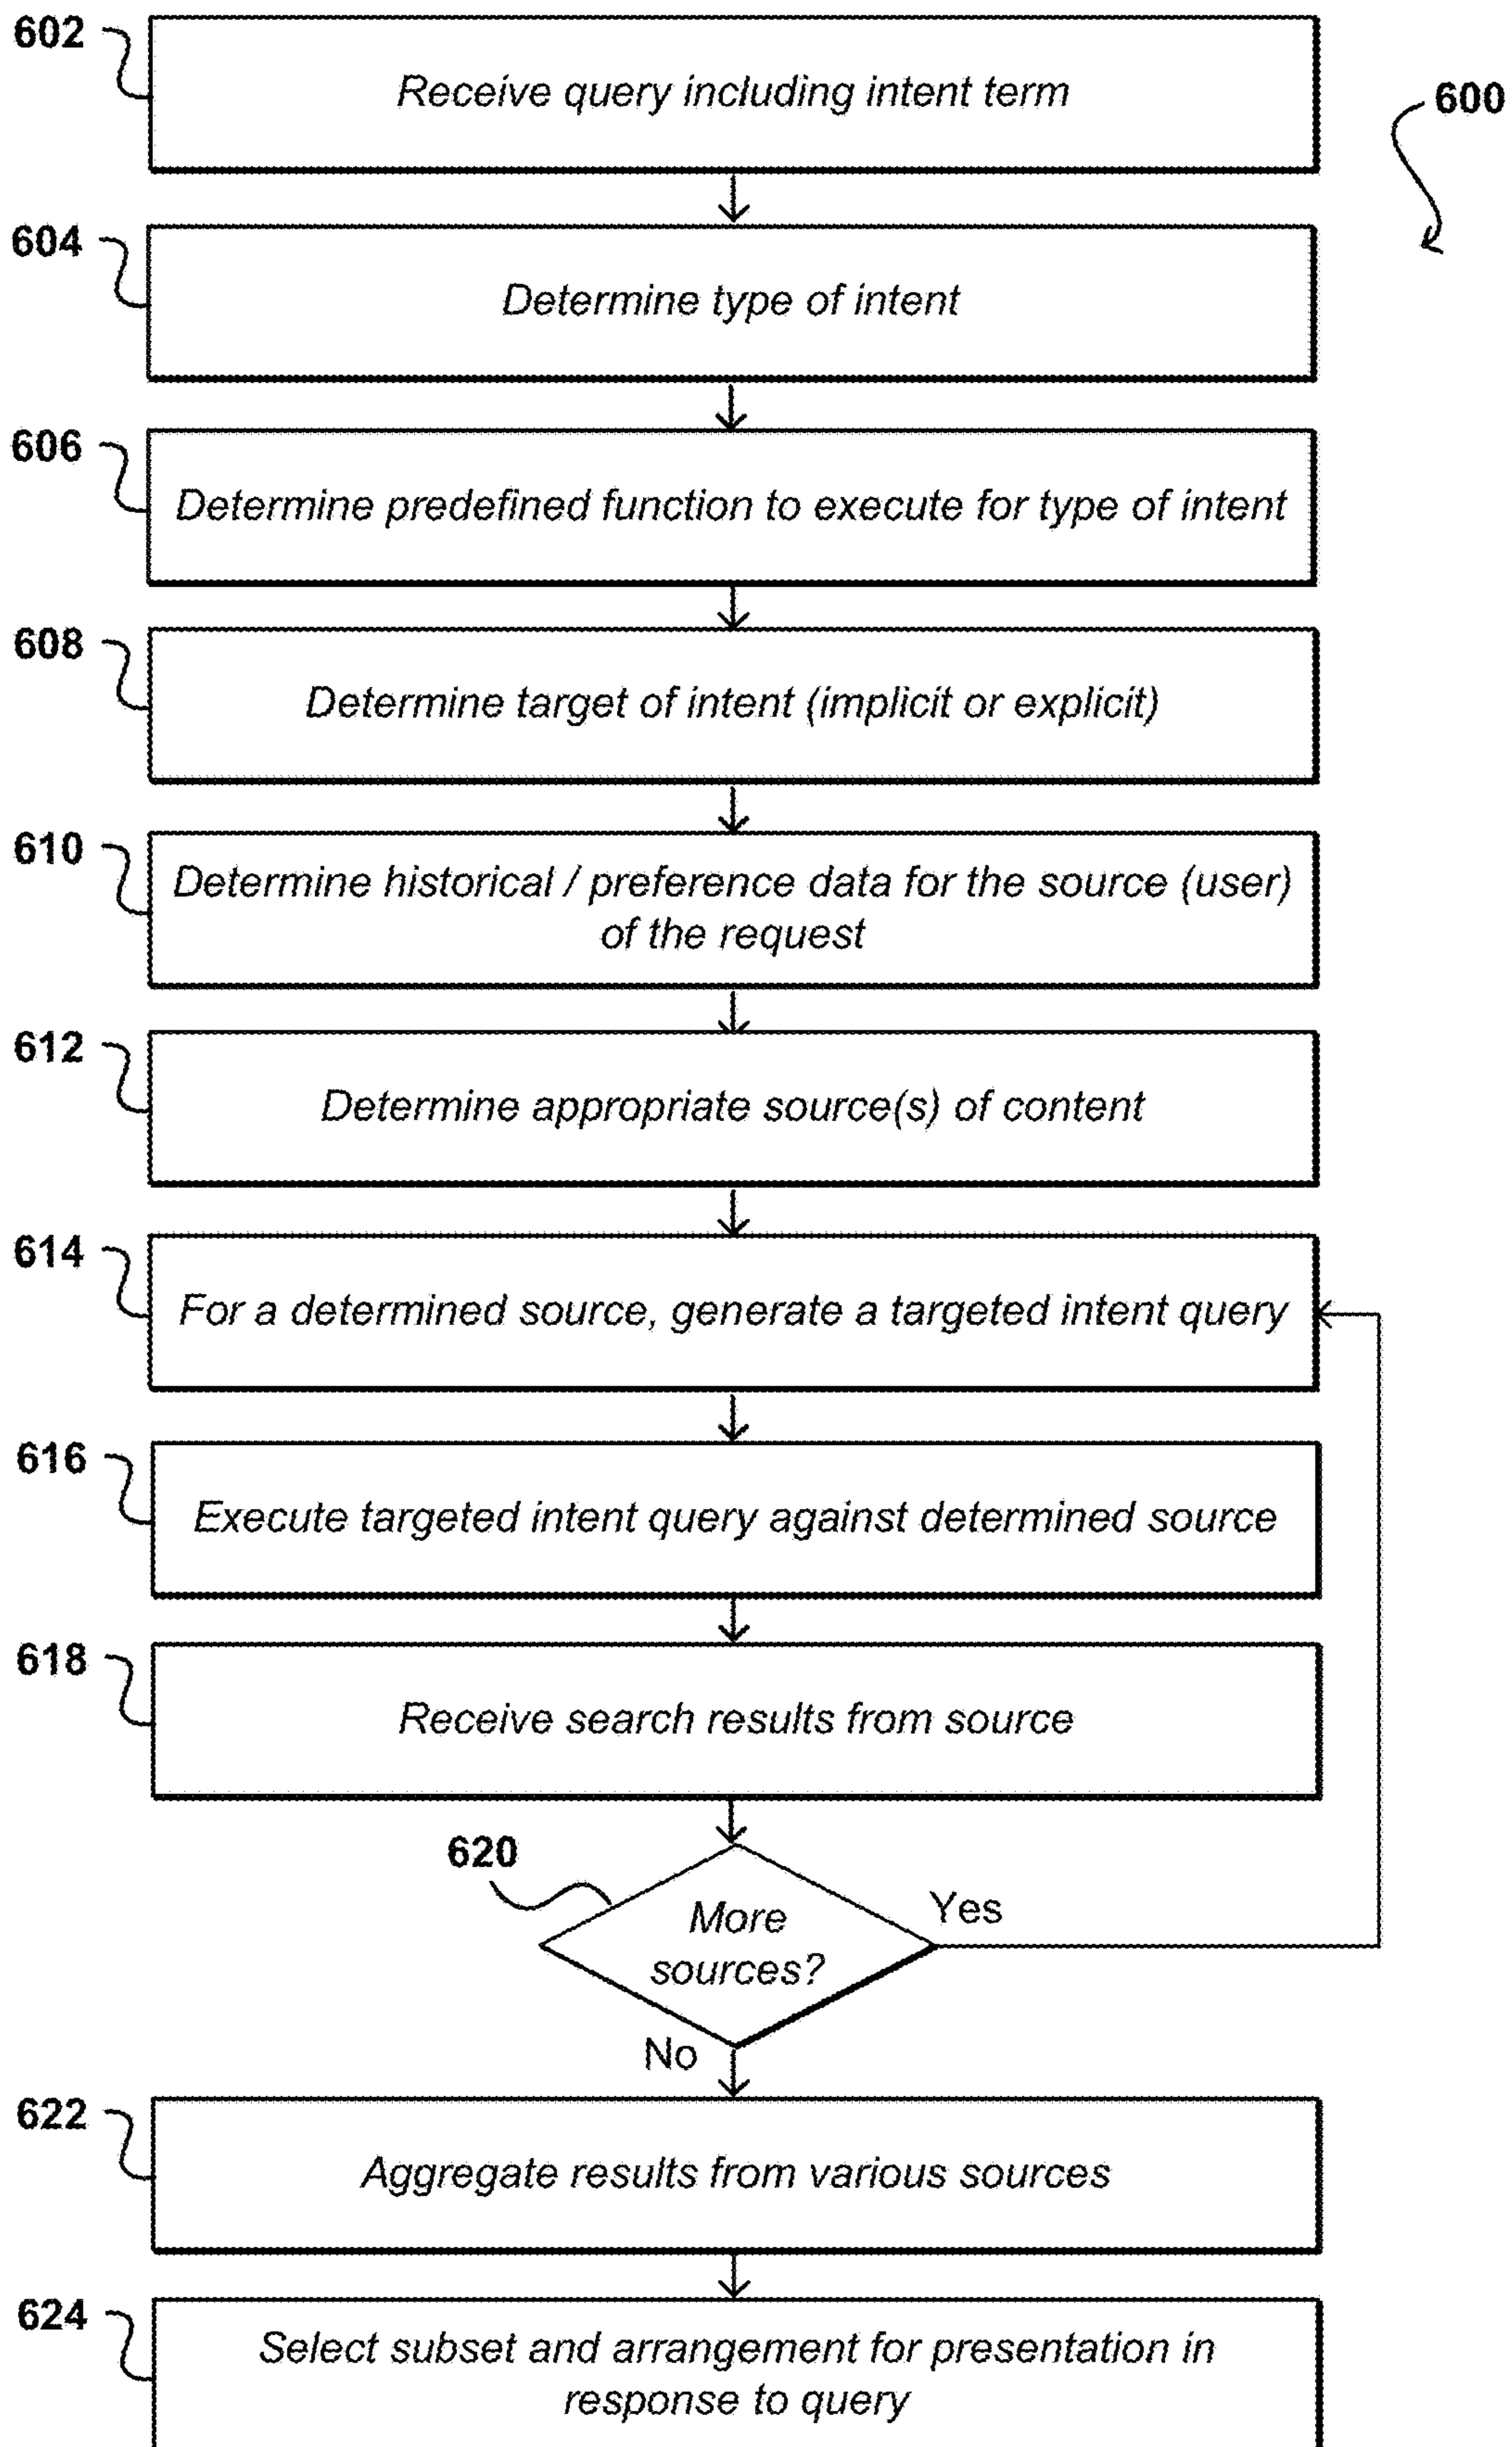 602
Receive query including intent term
600
604
Determine type of intent
606
Determine predefined function to execute for type of intent
608
Determine target of intent (implicit or explicit)
610
Determine historical / preference data for the source (user)
of the request
612
Determine appropriate source(s) of content
614
For a determined source, generate a targeted intent query
616
Execute targeted intent query against determined source
618
Receive search results from source
620
More
sources?
Yes
No
622
Aggregate results from various sources
624
Select subset and arrangement for presentation in
response to query